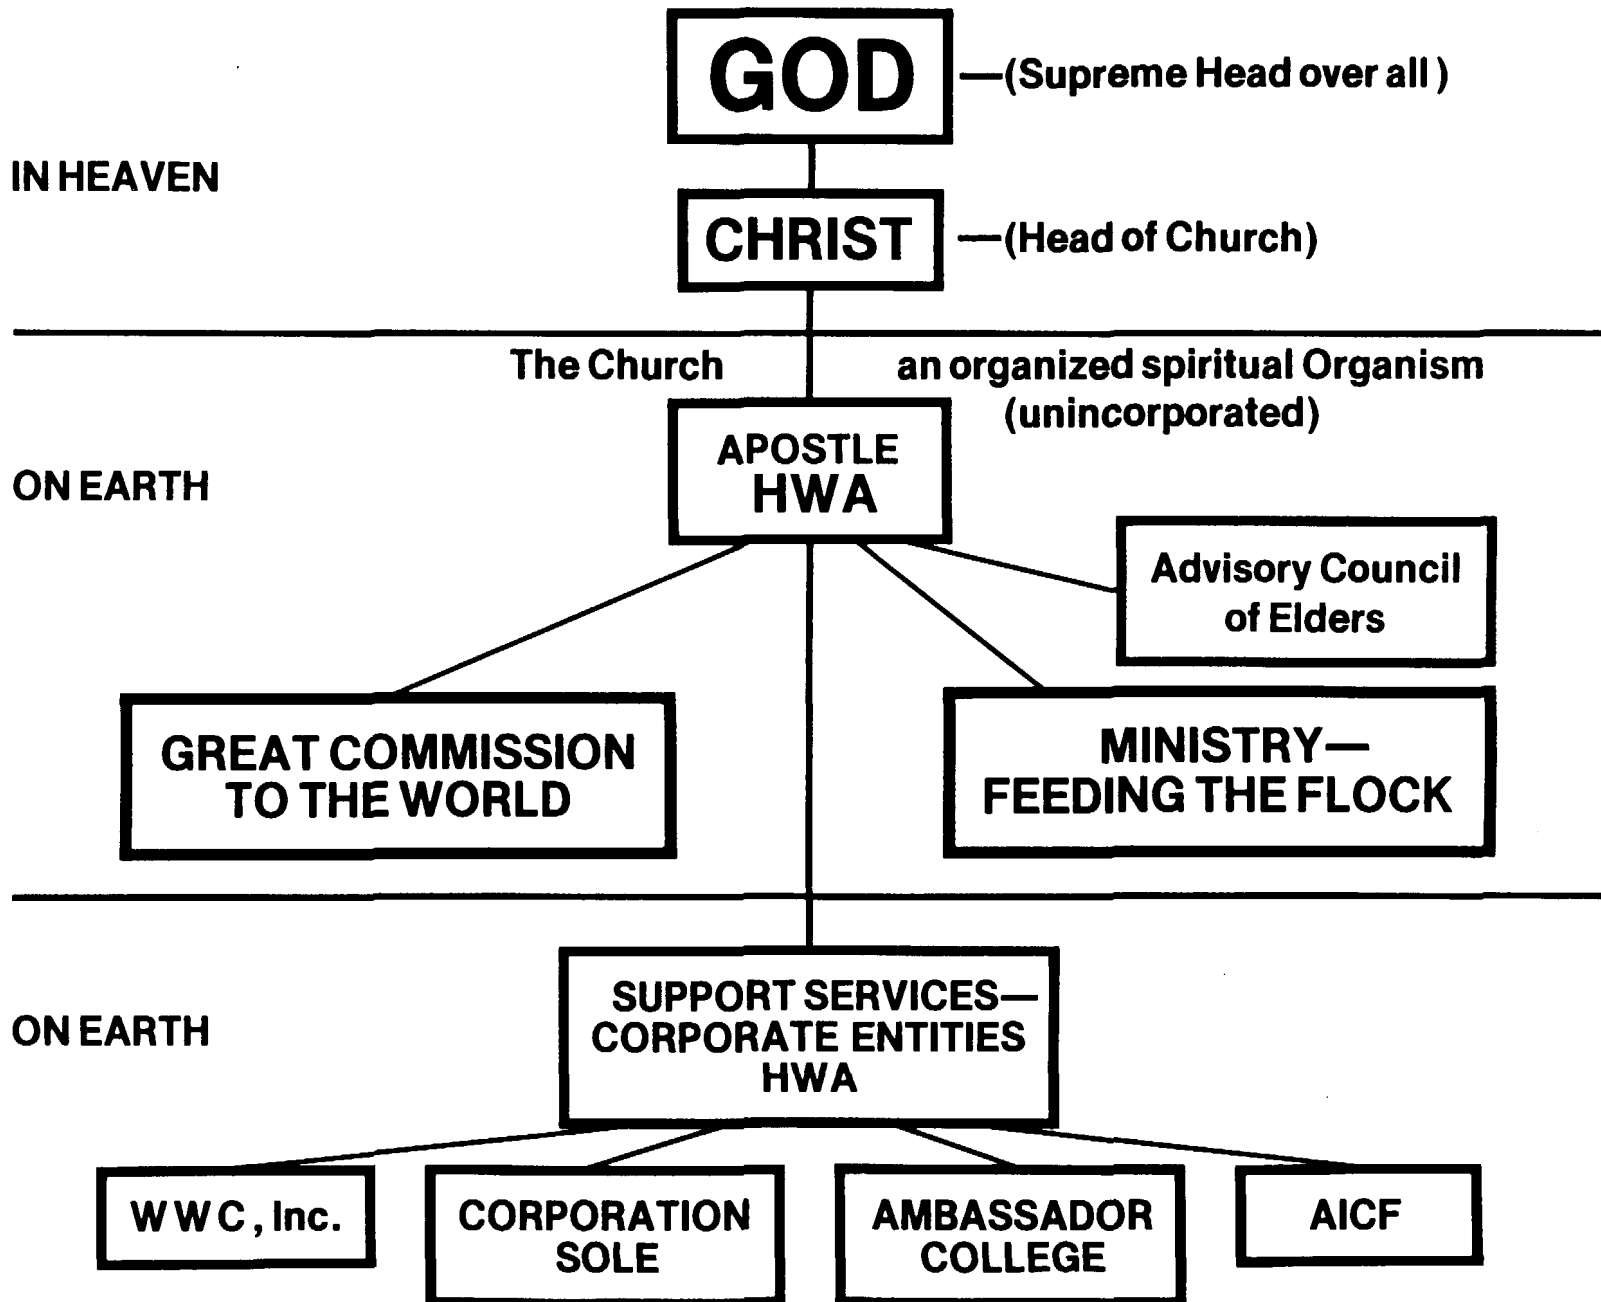 GOD —(Supreme Head over all )
IN HEAVEN
CHRIST —(Head of Church)
The Church an organized spiritual Organism
(unincorporated)
APOSTLE
HWA
ON EARTH
Advisory Council
of Elders
GREAT COMMISSION
TO THE WORLD
MINISTRY—
FEEDING THE FLOCK
SUPPORT SERVICES—
CORPORATE ENTITIES
HWA
ON EARTH
WWC, Inc.
CORPORATION
SOLE
AMBASSADOR
COLLEGE
AICF